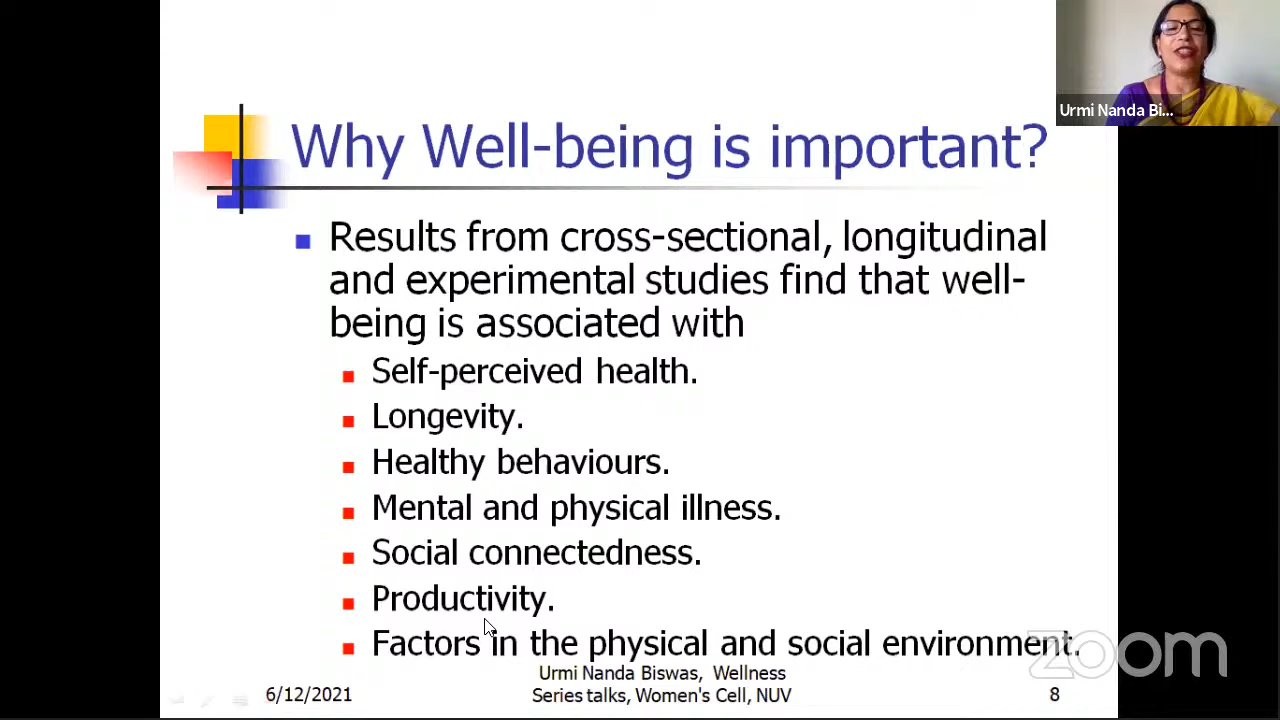 Urmi Nanda Bi...
Why Well-being is important?
Results from cross-sectional, longitudinal
and experimental studies find that well-
being is associated with
Self-perceived health.
Longevity.
Healthy behaviours.
Mental and physical illness.
Social connectedness.
Productivity.
Factors in the physical and social environment.
zoom
6/12/2021
Urmi Nanda Biswas, Wellness
Series talks, Women's Cell, NUV
8